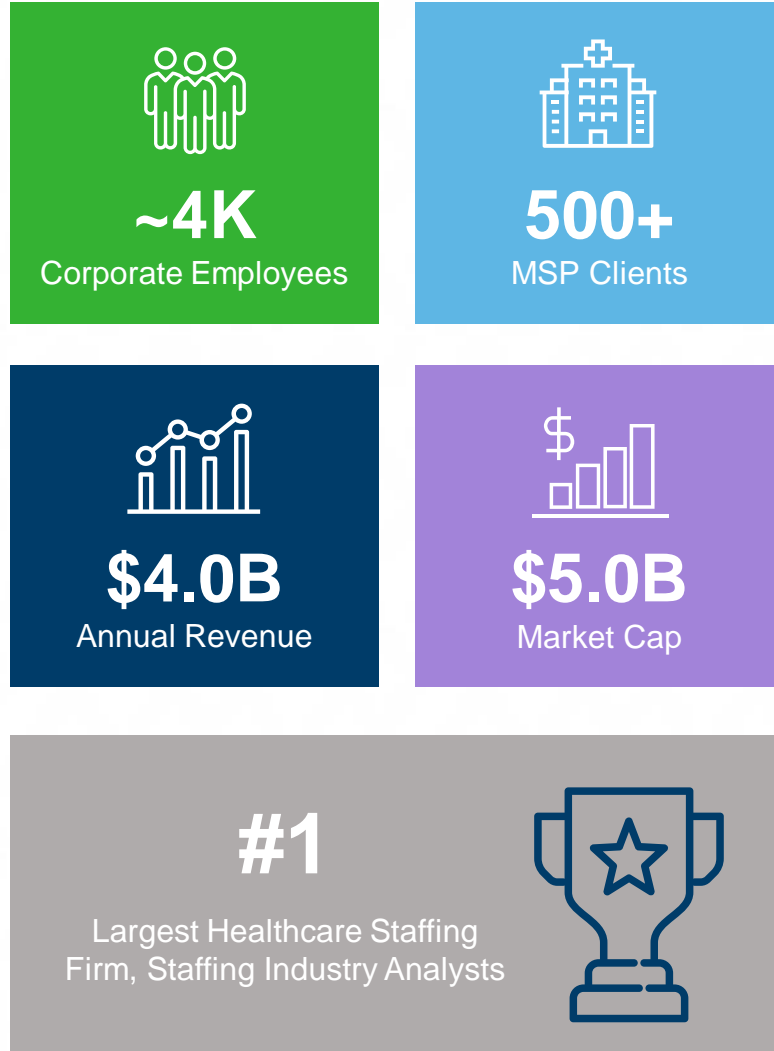 ~4K
Corporate Employees
500+
MSP Clients
$4.0B
Annual Revenue
$5.0B
Market Cap
#1
Largest Healthcare Staffing
Firm, Staffing Industry Analysts